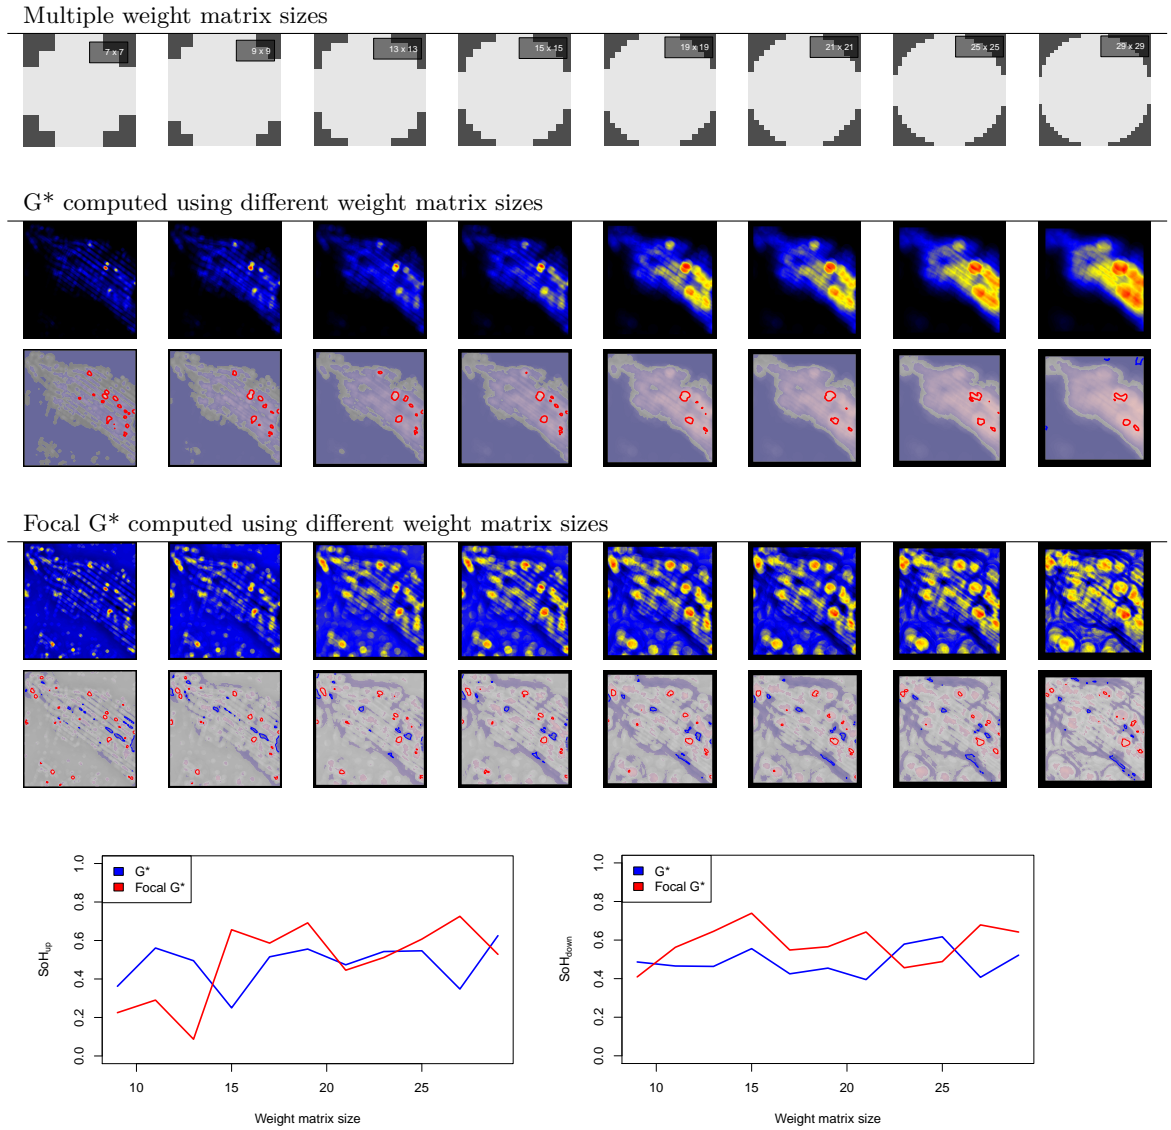 Multiple weight matrix sizes
7 x 7
9 x 9
13 x 13
15 x 15
19 x 19
21 x 21
25 x 25
29 x 29
G* computed using different weight matrix sizes
Focal G* computed using different weight matrix sizes
G*
Focal G*
SoHup
0.0
0.2
0.4
0.6
0.8
1.0
10
15
20
25
Weight matrix size
G*
Focal G*
SoHdown
0.0
0.2
0.4
0.6
0.8
1.0
10
15
20
25
Weight matrix size